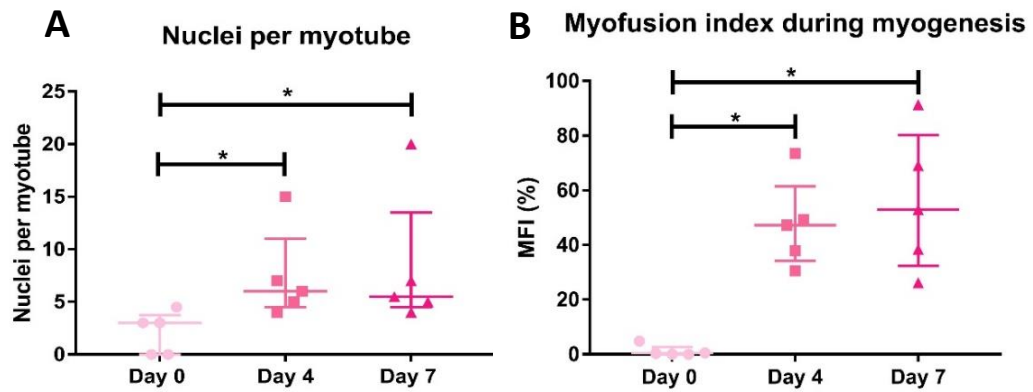 A
Nuclei per myotube
Nuclei per myotube
25
20
15
10
5
0
*
*
Day 0
Day 4
Day 7
B
Myofusion index during myogenesis
MFI (%)
100
80
60
40
20
0
*
*
Day 0
Day 4
Day 7